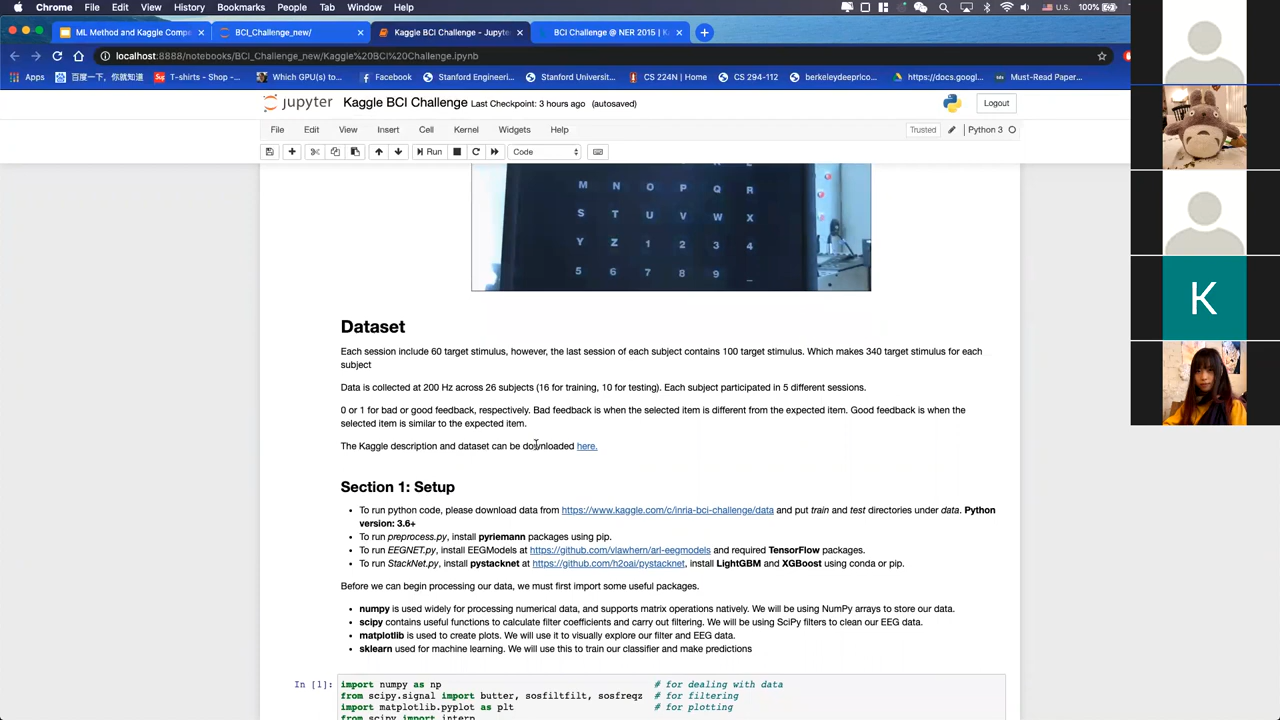 Chrome File Edit View History Bookmarks People Tab Window Help U.S. 100%
ML Method and Kaggle Compe BCI_Challenge_new/ Kaggle BCI Challenge - Jupyter BCI Challenge @ NER 2015 | K
localhost:8888/notebooks/Kaggle%20BCI%20Challenge.ipynb
Apps 百度一下，你就知道 T-shirts - Shop T... Which GPU(s) to... Facebook Stanford Engineeri... Stanford Universit... CS 224N | Home CS 294-112 berkeleydeeprlco... https://docs.googl... Must-Read Paper...
jupyter Kaggle BCI Challenge Last Checkpoint: 3 hours ago (autosaved) Logout
File Edit View Insert Cell Kernel Widgets Help Trusted Python 3
Run Code
M N O P Q R
S T U V W X
Y Z 1 2 3 4
5 6 7 8 9 _
Dataset
Each session include 60 target stimulus, however, the last session of each subject contains 100 target stimulus. Which makes 340 target stimulus for each
subject
Data is collected at 200 Hz across 26 subjects (16 for training, 10 for testing). Each subject participated in 5 different sessions.
0 or 1 for bad or good feedback, respectively. Bad feedback is when the selected item is different from the expected item. Good feedback is when the
selected item is similar to the expected item.
The Kaggle description and dataset can be downloaded here.
Section 1: Setup
• To run python code, please download data from https://www.kaggle.com/c/inria-bci-challenge/data and put train and test directories under data. Python
version: 3.6+
• To run preprocess.py, install pyriemann packages using pip.
• To run EEGNET.py, install EEGModels at https://github.com/vlawhern/arl-eegmodels and required TensorFlow packages.
• To run StackNet.py, install pystacknet at https://github.com/h2oai/pystacknet, install LightGBM and XGBoost using conda or pip.
Before we can begin processing our data, we must first import some useful packages.
• numpy is used widely for processing numerical data, and supports matrix operations natively. We will be using NumPy arrays to store our data.
• scipy contains useful functions to calculate filter coefficients and carry out filtering. We will be using SciPy filters to clean our EEG data.
• matplotlib is used to create plots. We will use it to visually explore our filter and EEG data.
• sklearn used for machine learning. We will use this to train our classifier and make predictions
In [1]: import numpy as np # for dealing with data
from scipy.signal import butter, sosfiltfilt, sosfreqz # for filtering
import matplotlib.pyplot as plt # for plotting
from scipy import interp
K